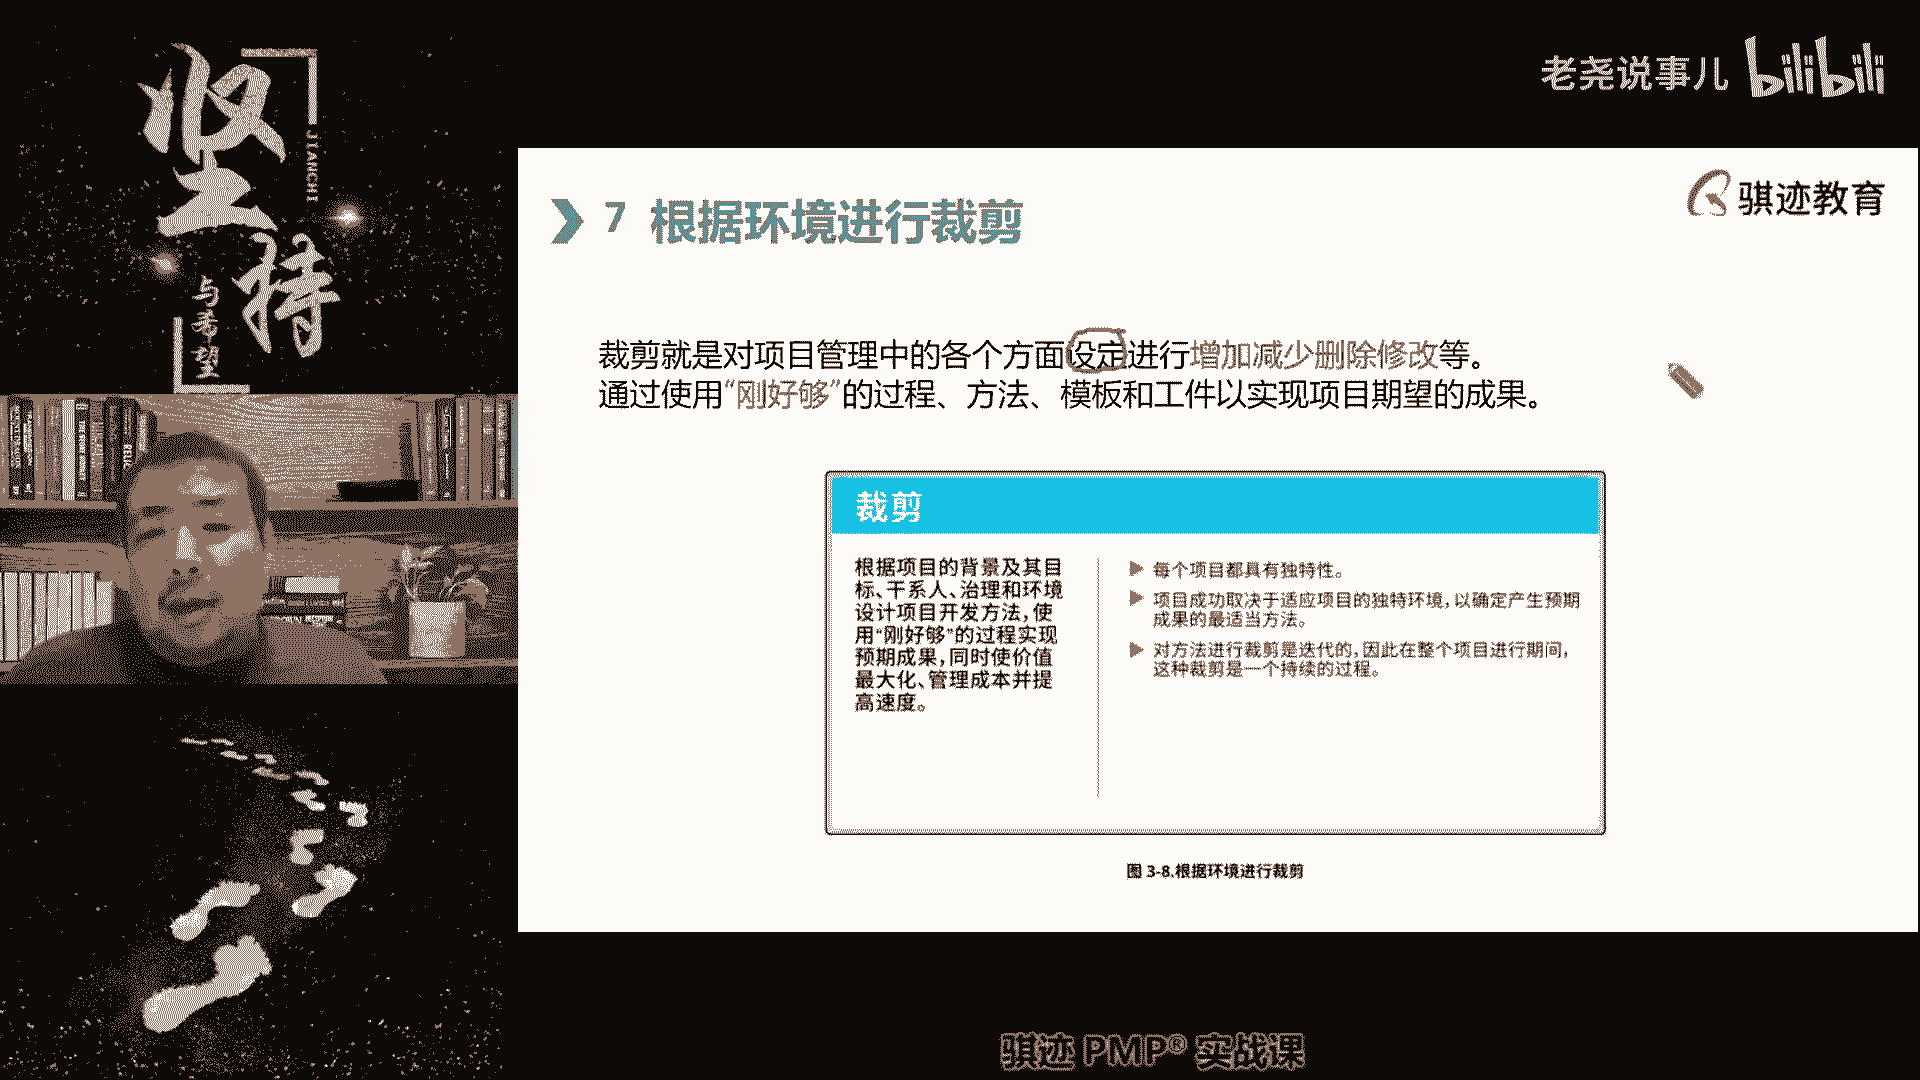 坚持
JIANCHI
与希望
老尧说事儿 bilibili
骐迹教育
7 根据环境进行裁剪
裁剪就是对项目管理中的各个方面设定进行增加减少删除修改等。
通过使用“刚好够”的过程、方法、模板和工件以实现项目期望的成果。
裁剪
根据项目的背景及其目
标、干系人、治理和环境
设计项目开发方法,使
用“刚好够”的过程实现
预期成果,同时使价值
最大化、管理成本并提
高速度。
每个项目都具有独特性。
项目成功取决于适应项目的独特环境,以确定产生预期
成果的最适当方法。
对方法进行裁剪是迭代的,因此在整个项目进行期间,
这种裁剪是一个持续的过程。
图 3-8.根据环境进行裁剪
骐迹 PMP® 实战课